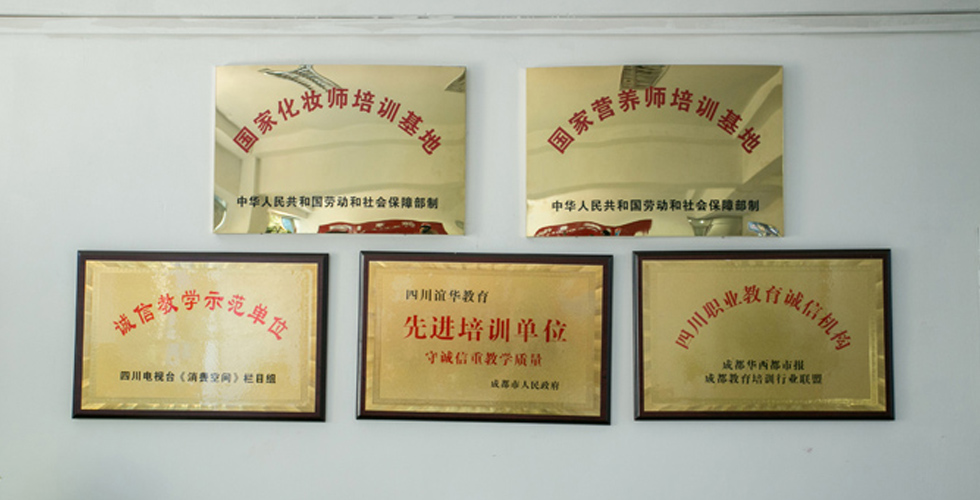 国家化妆师培训基地
中华人民共和国劳动和社会保障部制
国家营养师培训基地
中华人民共和国劳动和社会保障部制
诚信教学示范单位
四川电视台《消费空间》栏目组
四川谊华教育
先进培训单位
守诚信重教学质量
成都市人民政府
四川职业教育诚信机构
成都华西都市报
成都教育培训行业联盟